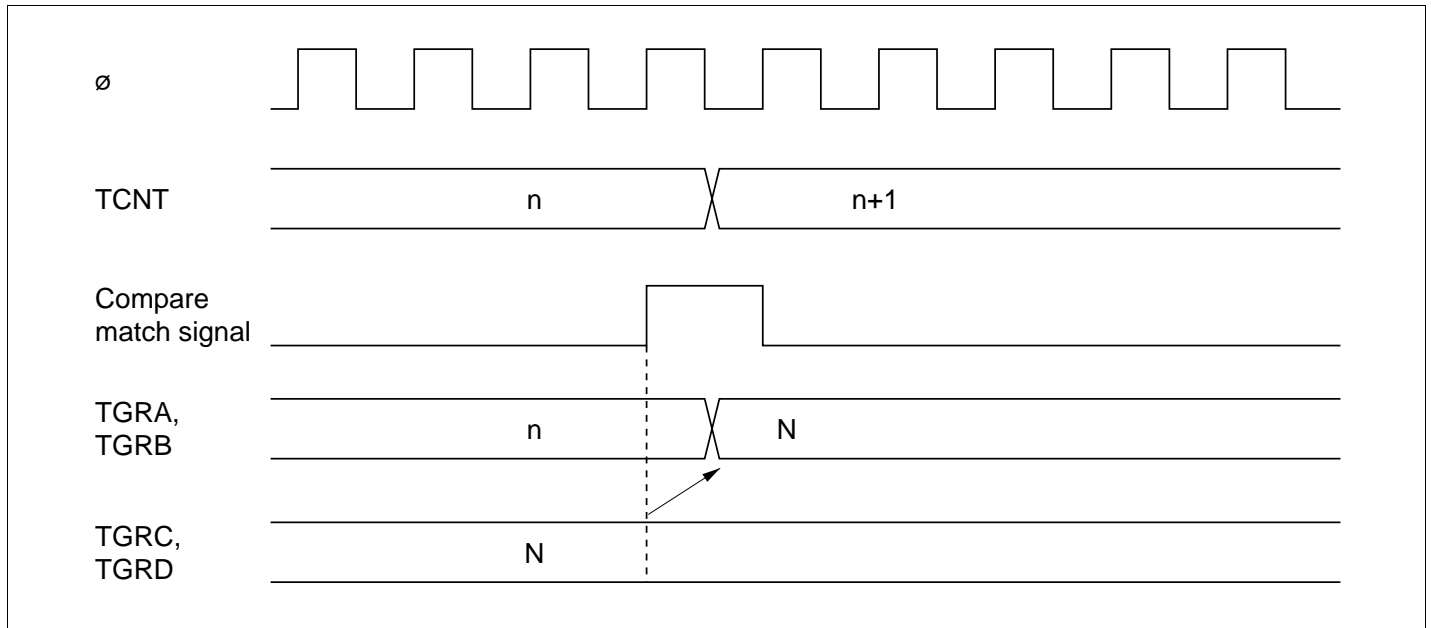 ø
TCNT
n
n+1
Compare
match signal
TGRA,
TGRB
n
N
TGRC,
TGRD
N